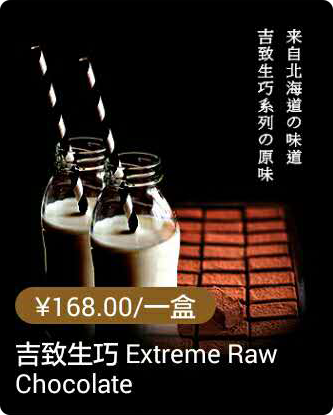 来自北海道の味道
吉致生巧系列の原味
¥168.00/一盒
吉致生巧 Extreme Raw
Chocolate